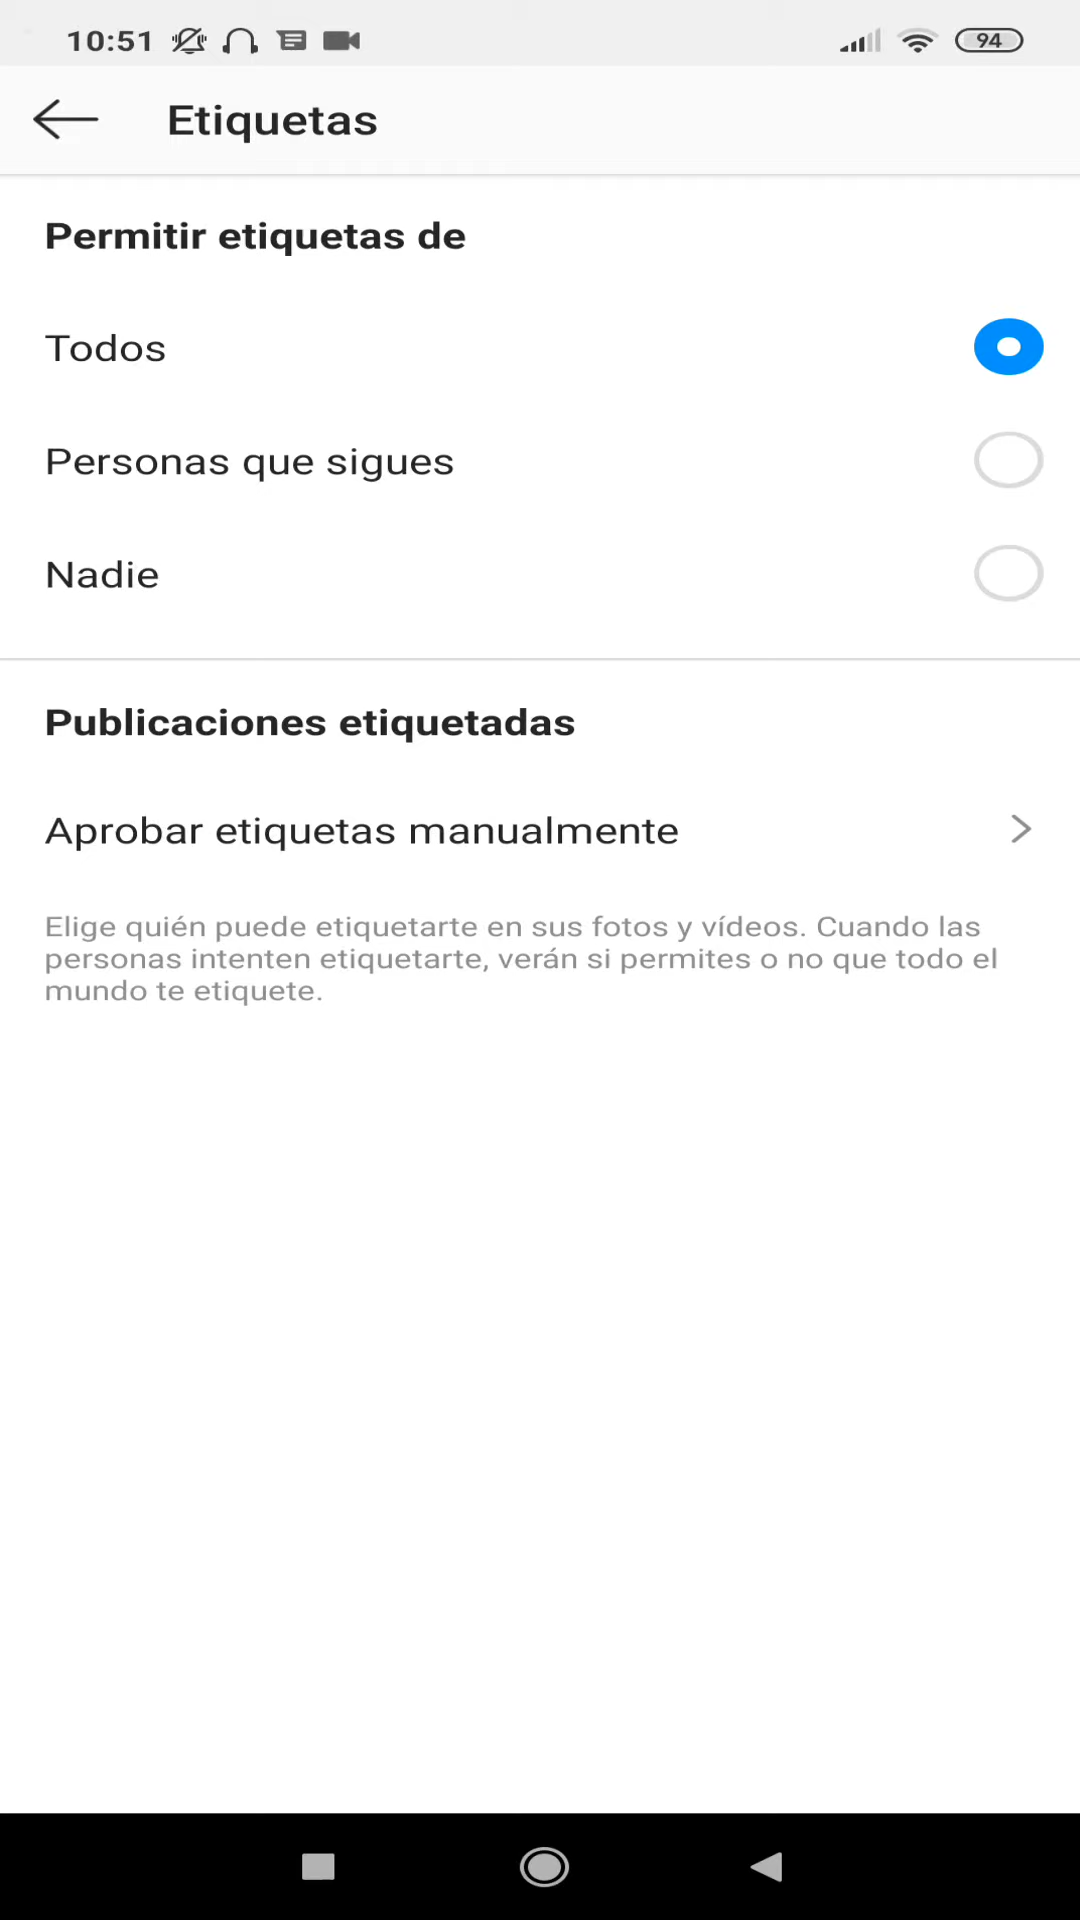 10:51
94
Etiquetas
Permitir etiquetas de
Todos
Personas que sigues
Nadie
Publicaciones etiquetadas
Aprobar etiquetas manualmente
Elige quién puede etiquetarte en sus fotos y vídeos. Cuando las
personas intenten etiquetarte, verán si permites o no que todo el
mundo te etiquete.